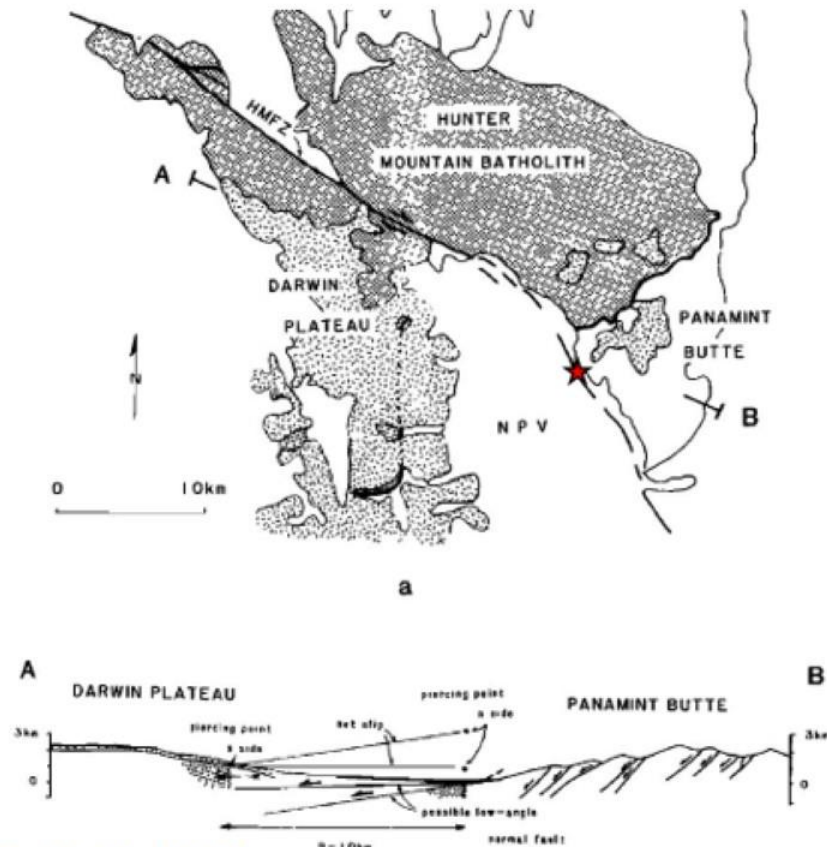 HMFZ
HUNTER
MOUNTAIN BATHOLITH
A
DARWIN
PLATEAU
PANAMINT
BUTTE
N
B
N P V
0 10km
a
A B
DARWIN PLATEAU piercing point PANAMINT BUTTE
3km piercing point net slip side 3km
side
0 0
possible low-angle
normal fault